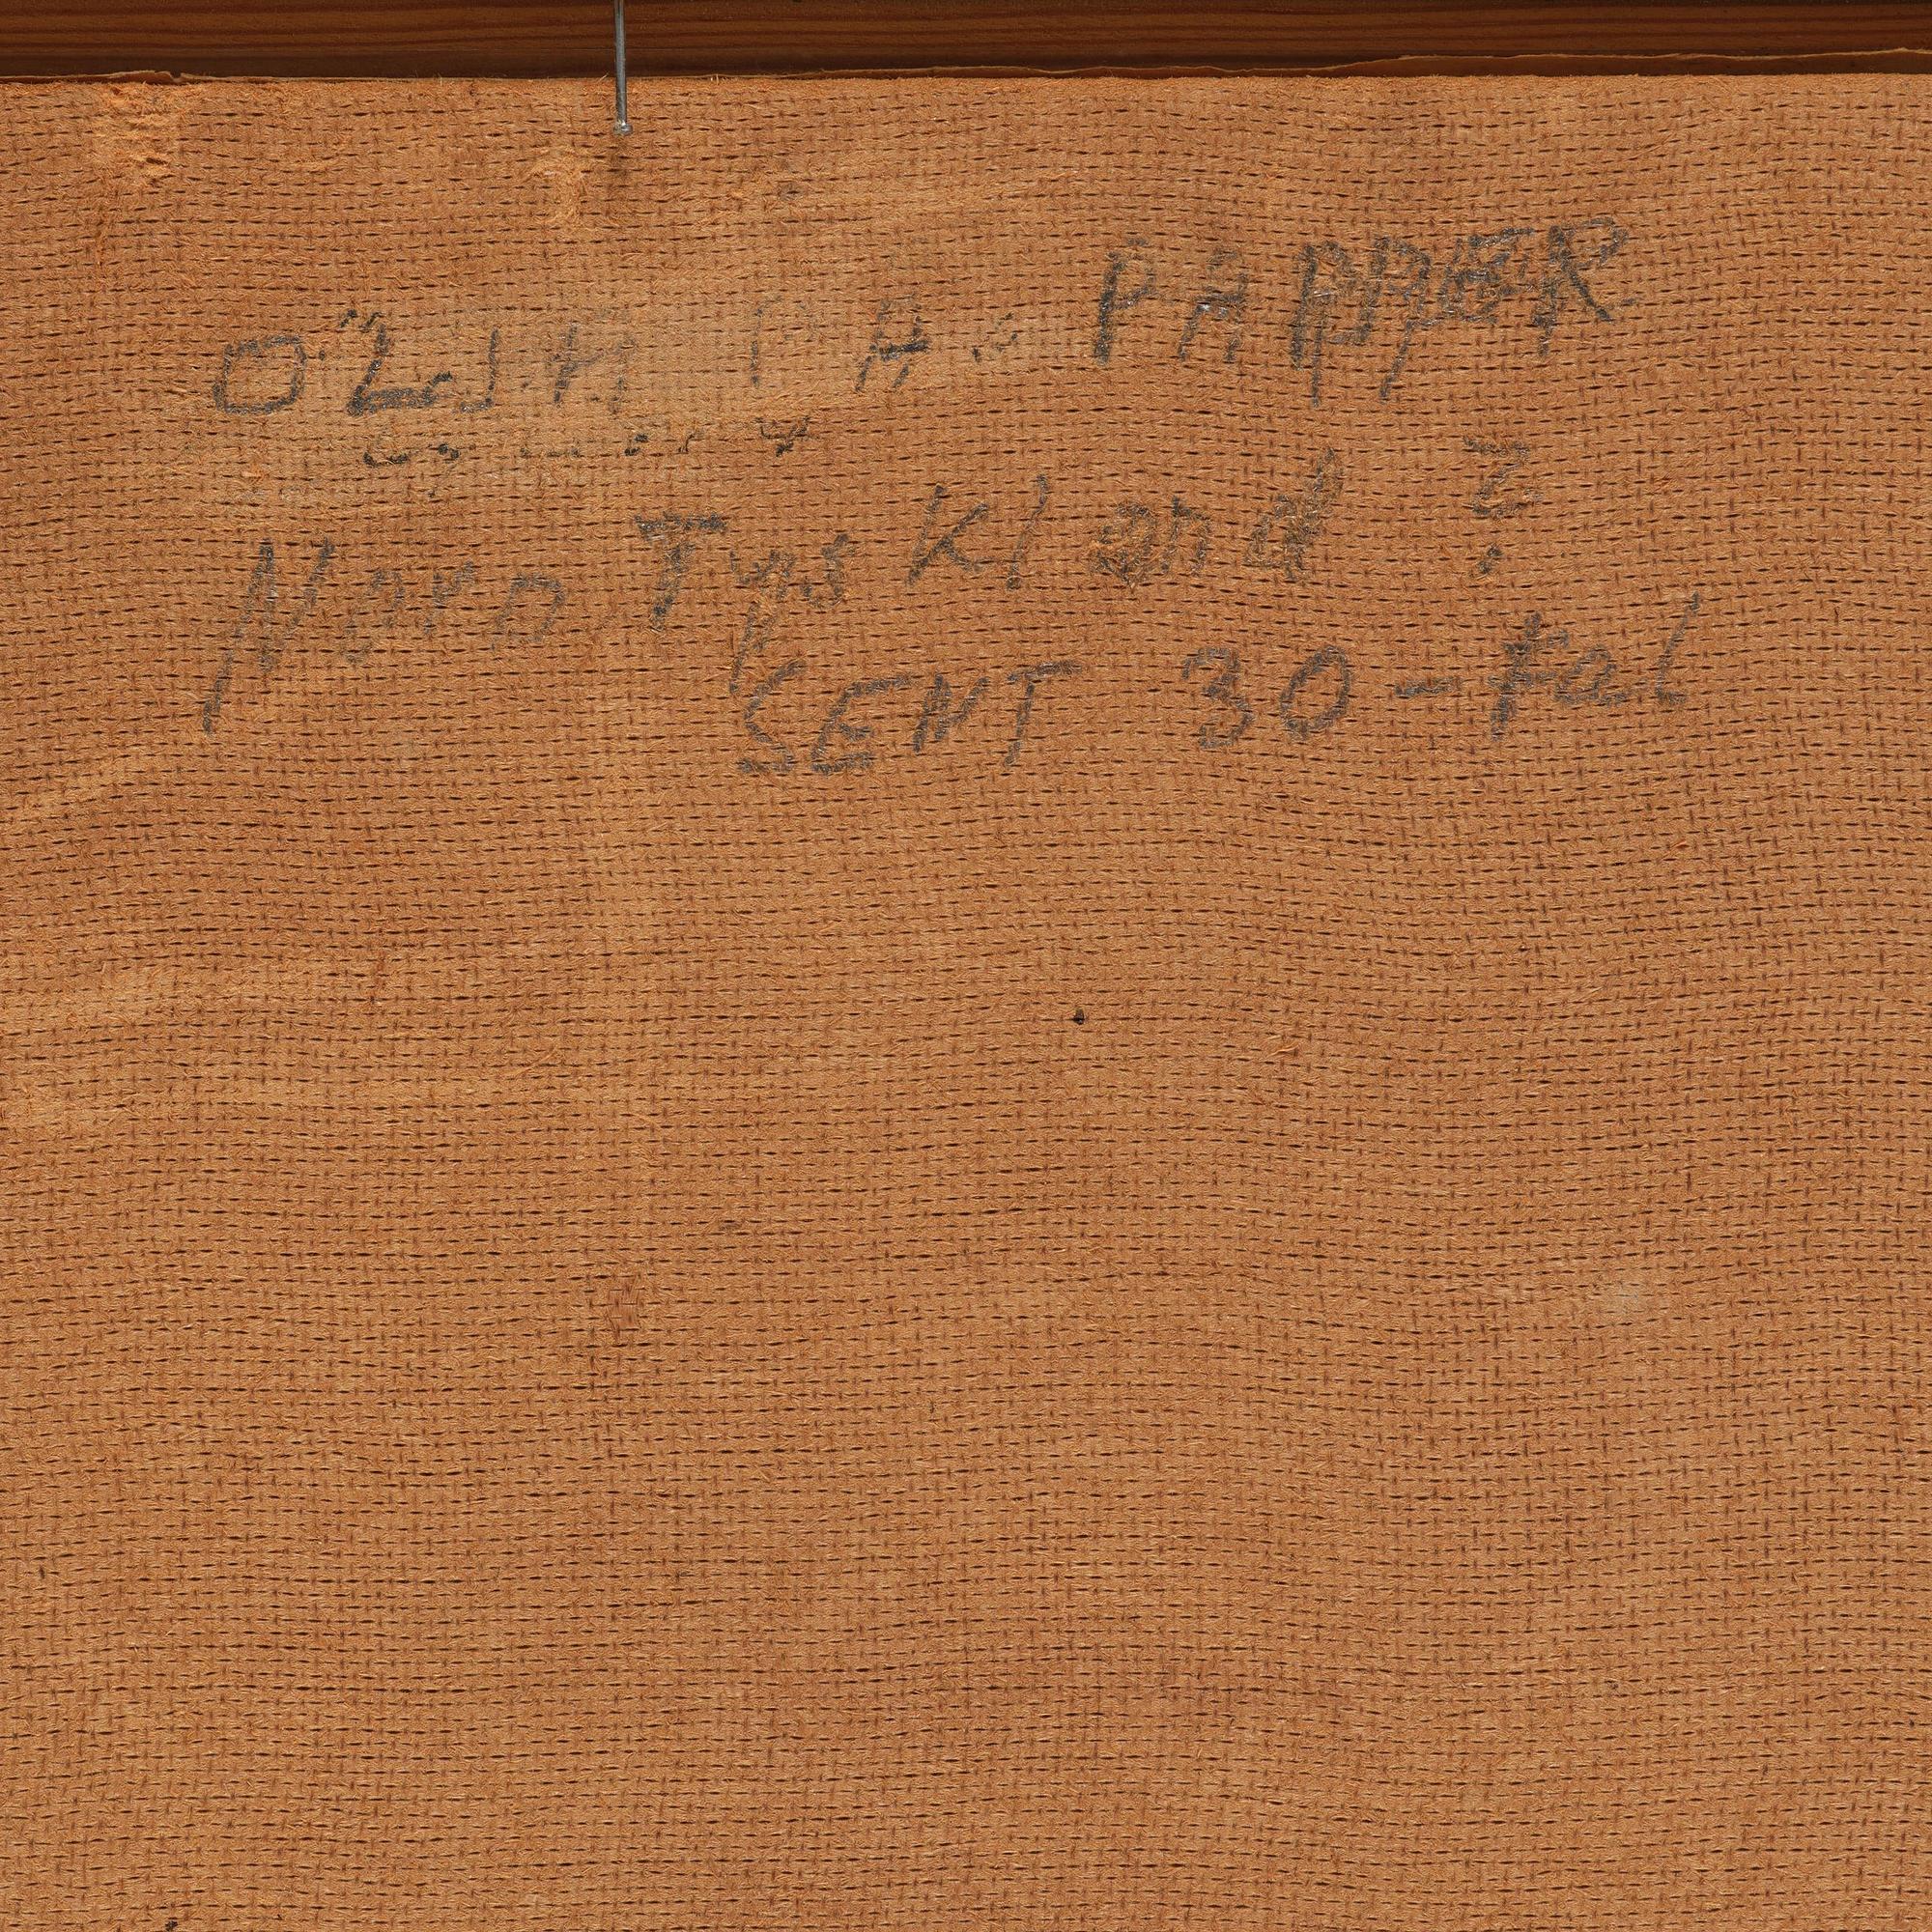 OLJA PÅ PAPPER
Nord Tyskland ?
SENT 30-tal